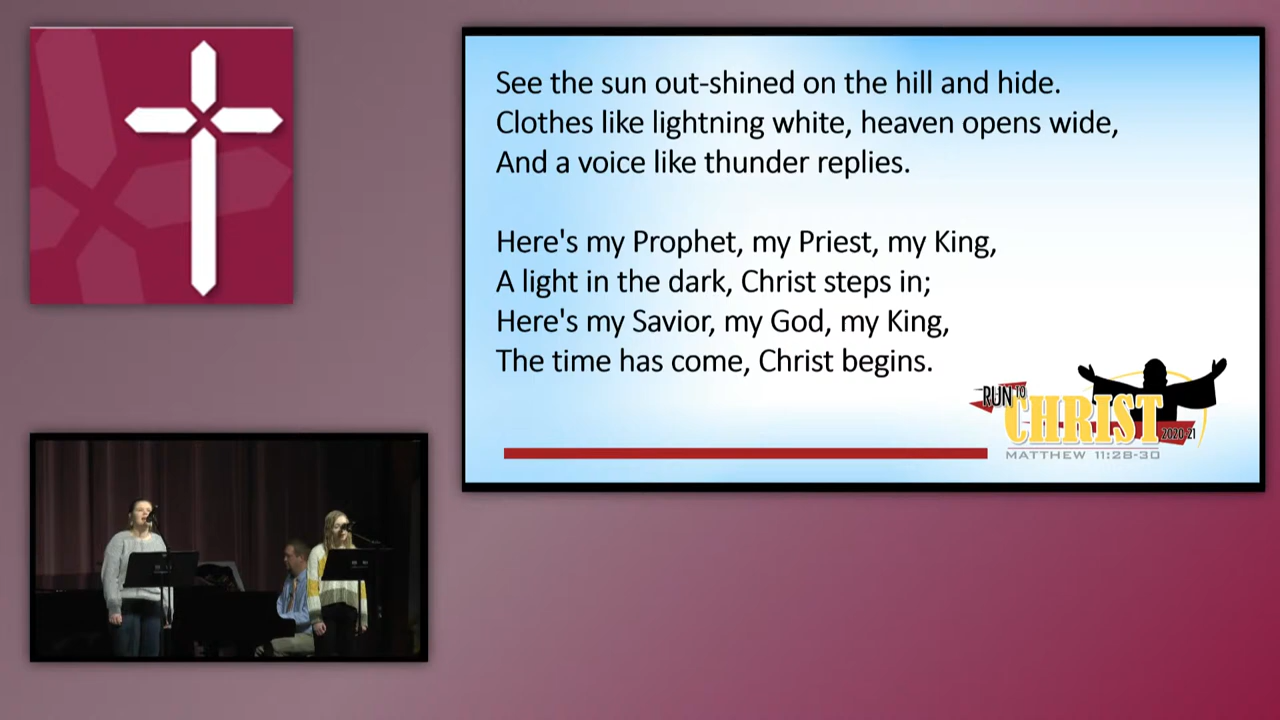 See the sun out-shined on the hill and hide.
Clothes like lightning white, heaven opens wide,
And a voice like thunder replies.
Here's my Prophet, my Priest, my King,
A light in the dark, Christ steps in;
Here's my Savior, my God, my King,
The time has come, Christ begins.
RUN TO
CHRIST
2020-21
MATTHEW 11:28-30